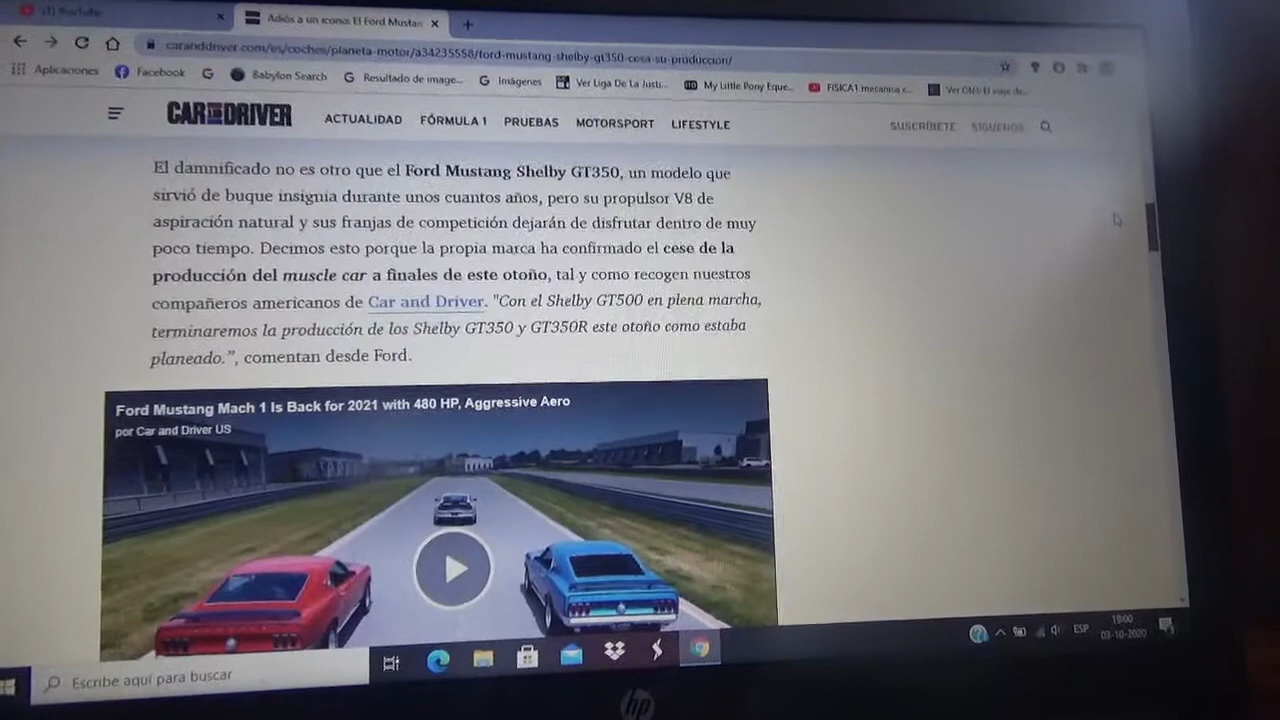 (1) YouTube
Adiós a un icono: El Ford Mustan
caranddriver.com/es/coches/planeta-motor/a34235558/ford-mustang-shelby-gt350-cesa-su-produccion/
Aplicaciones Facebook Babylon Search Resultado de image... Imágenes Ver Liga De La Justi... My Little Pony Eque... FISICA1 mecanica c...
CAR AND DRIVER ACTUALIDAD FÓRMULA 1 PRUEBAS MOTORSPORT LIFESTYLE SUSCRÍBETE SÍGUENOS
El damnificado no es otro que el Ford Mustang Shelby GT350, un modelo que
sirvió de buque insignia durante unos cuantos años, pero su propulsor V8 de
aspiración natural y sus franjas de competición dejarán de disfrutar dentro de muy
poco tiempo. Decimos esto porque la propia marca ha confirmado el cese de la
producción del muscle car a finales de este otoño, tal y como recogen nuestros
compañeros americanos de Car and Driver. "Con el Shelby GT500 en plena marcha,
terminaremos la producción de los Shelby GT350 y GT350R este otoño como estaba
planeado.", comentan desde Ford.
Ford Mustang Mach 1 Is Back for 2021 with 480 HP, Aggressive Aero
por Car and Driver US
Escribe aquí para buscar
ESP
19:00
03-10-2020
hp